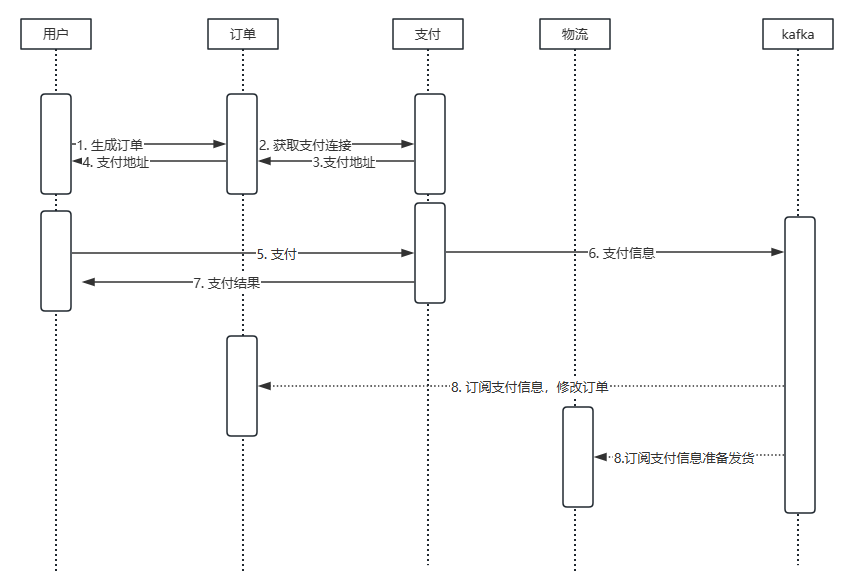 用户
订单
支付
物流
kafka
1. 生成订单
2. 获取支付连接
4. 支付地址
3.支付地址
5. 支付
6. 支付信息
7. 支付结果
8. 订阅支付信息，修改订单
8.订阅支付信息准备发货